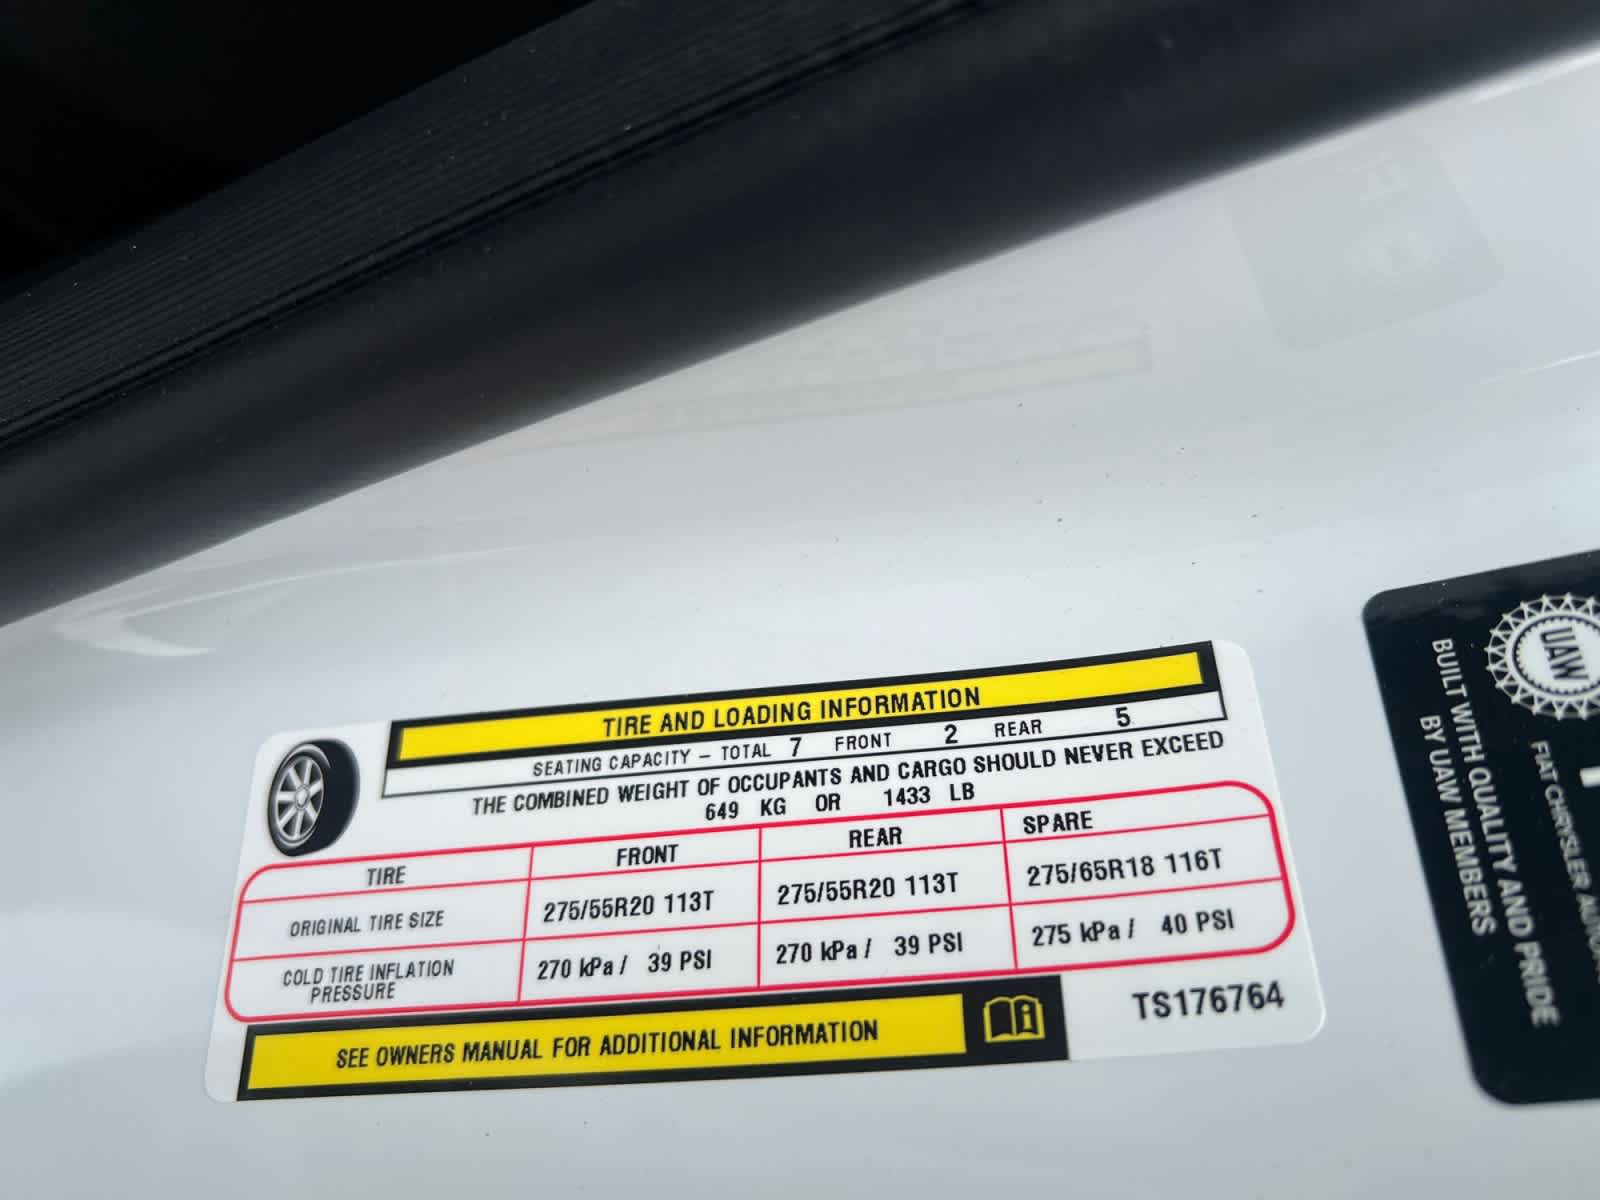 TIRE AND LOADING INFORMATION
SEATING CAPACITY – TOTAL 7 FRONT 2 REAR 5
THE COMBINED WEIGHT OF OCCUPANTS AND CARGO SHOULD NEVER EXCEED
649 KG OR 1433 LB
TIRE FRONT REAR SPARE
ORIGINAL TIRE SIZE 275/55R20 113T 275/55R20 113T 275/65R18 116T
COLD TIRE INFLATION
PRESSURE 270 kPa / 39 PSI 270 kPa / 39 PSI 275 kPa / 40 PSI
SEE OWNERS MANUAL FOR ADDITIONAL INFORMATION
TS176764
UAW
FIAT CHRYSLER
BUILT WITH QUALITY AND PRIDE
BY UAW MEMBERS